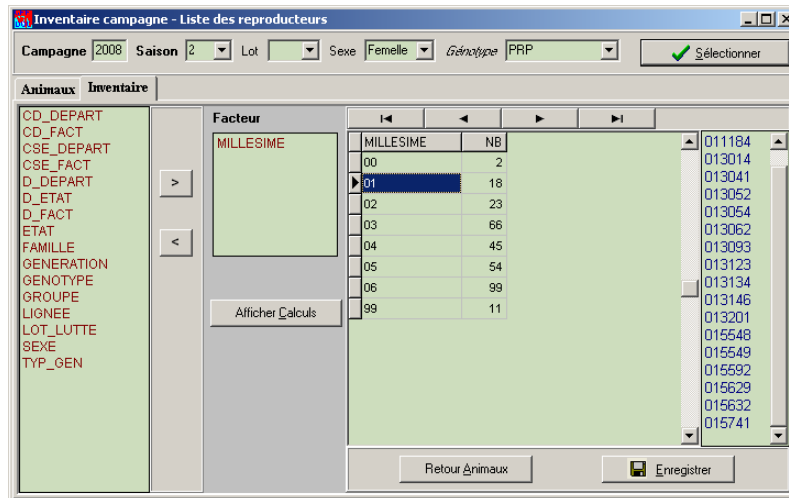 Inventaire campagne - Liste des reproducteurs
Campagne 2008 Saison 2 Lot Sexe Femelle Génotype PRP Sélectionner
Animaux Inventaire
CD_DEPART
CD_FACT
CSE_DEPART
CSE_FACT
D_DEPART
D_ETAT
D_FACT
ETAT
FAMILLE
GENERATION
GENOTYPE
GROUPE
LIGNEE
LOT_LUTTE
SEXE
TYP_GEN
>
<
Facteur
MILLESIME
Afficher Calculs
MILLESIME NB
00 2
01 18
02 23
03 66
04 45
05 54
06 99
99 11
011184
013014
013041
013052
013054
013062
013093
013123
013134
013146
013201
015548
015549
015592
015629
015632
015741
Retour Animaux Enregistrer